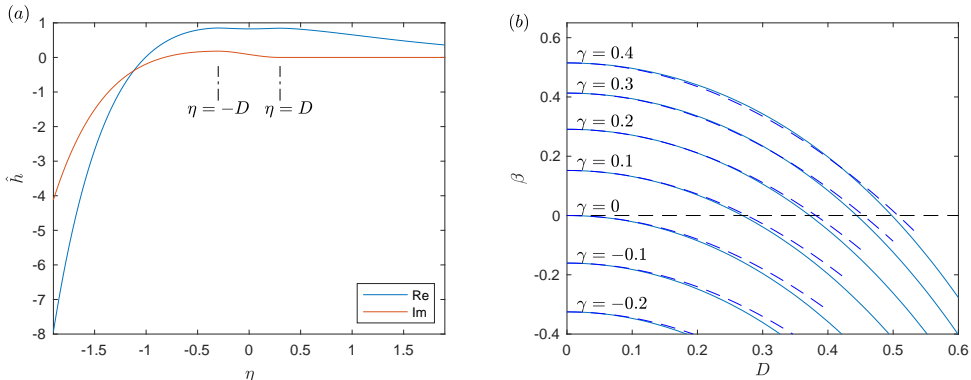 (a)
1
0
-1
-2
-3
-4
-5
-6
-7
-8
ĥ
η = −D
η = D
Re
Im
-1.5
-1
-0.5
0
0.5
1
1.5
η
(b)
0.6
0.4
0.2
0
-0.2
-0.4
β
γ = 0.4
γ = 0.3
γ = 0.2
γ = 0.1
γ = 0
γ = −0.1
γ = −0.2
0
0.1
0.2
0.3
0.4
0.5
0.6
D